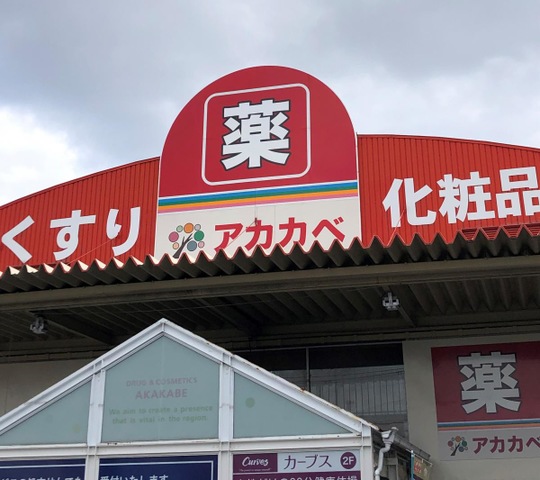 薬
くすり
化粧品
アカカベ
DRUG & COSMETICS
AKAKABE
We aim to create a presence
that is vital in the region.
薬
アカカベ
Curves カーブス 2F